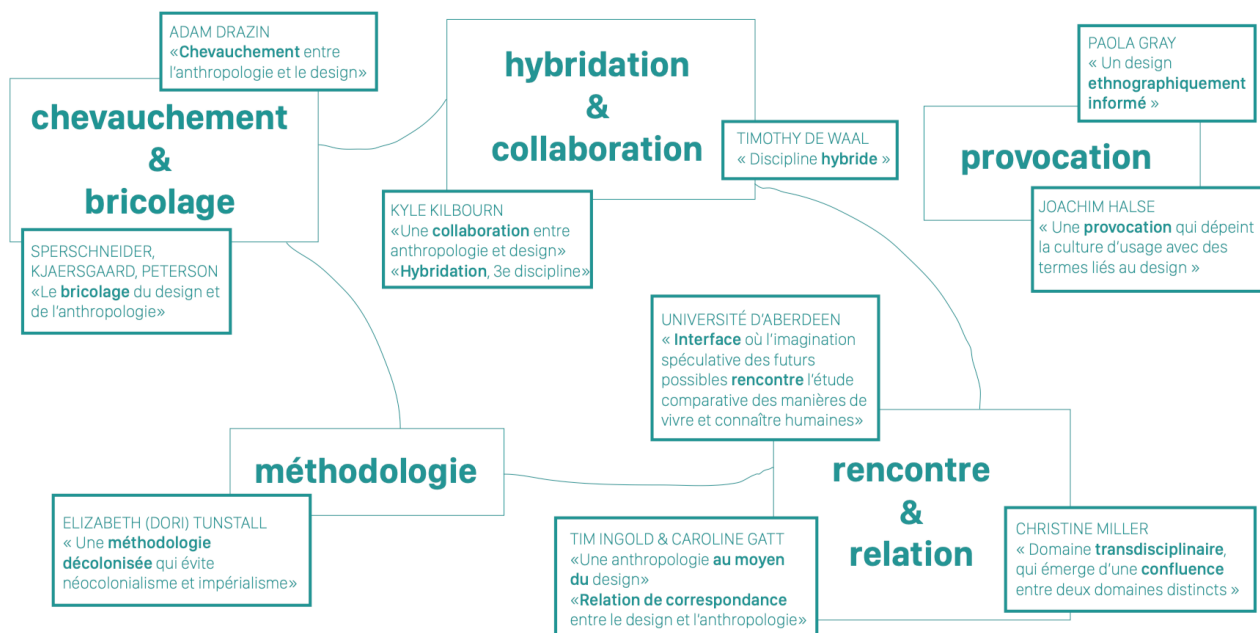 ADAM DRAZIN
«Chevauchement entre
l'anthropologie et le design»
chevauchement
&
bricolage
SPERSCHNEIDER,
KJAERSGAARD, PETERSON
«Le bricolage du design et
de l'anthropologie»
hybridation
&
collaboration
TIMOTHY DE WAAL
« Discipline hybride »
KYLE KILBOURN
«Une collaboration entre
anthropologie et design»
«Hybridation, 3e discipline»
PAOLA GRAY
« Un design
ethnographiquement
informé »
provocation
JOACHIM HALSE
« Une provocation qui dépeint
la culture d'usage avec des
termes liés au design »
méthodologie
ELIZABETH (DORI) TUNSTALL
« Une méthodologie
décolonisée qui évite
néocolonialisme et impérialisme»
UNIVERSITÉ D'ABERDEEN
« Interface où l'imagination
spéculative des futurs
possibles rencontre l'étude
comparative des manières de
vivre et connaître humaines»
rencontre
&
relation
TIM INGOLD & CAROLINE GATT
«Une anthropologie au moyen
du design»
«Relation de correspondance
entre le design et l'anthropologie»
CHRISTINE MILLER
« Domaine transdisciplinaire,
qui émerge d'une confluence
entre deux domaines distincts »